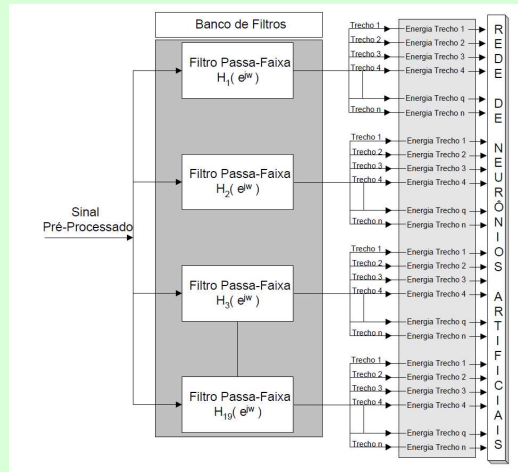 Banco de Filtros
Sinal
Pré-Processado
Filtro Passa-Faixa
H1( ejw )
Trecho 1
Trecho 2
Trecho 3
Trecho 4
Trecho n
Energia Trecho 1
Energia Trecho 2
Energia Trecho 3
Energia Trecho 4
Energia Trecho q
Energia Trecho n
Filtro Passa-Faixa
H2( ejw )
Trecho 1
Trecho 2
Trecho 3
Trecho 4
Trecho n
Energia Trecho 1
Energia Trecho 2
Energia Trecho 3
Energia Trecho 4
Energia Trecho q
Energia Trecho n
Filtro Passa-Faixa
H3( ejw )
Trecho 1
Trecho 2
Trecho 3
Trecho 4
Trecho n
Energia Trecho 1
Energia Trecho 2
Energia Trecho 3
Energia Trecho 4
Energia Trecho q
Energia Trecho n
Filtro Passa-Faixa
H19( ejw )
Trecho 1
Trecho 2
Trecho 3
Trecho 4
Trecho n
Energia Trecho 1
Energia Trecho 2
Energia Trecho 3
Energia Trecho 4
Energia Trecho q
Energia Trecho n
REDE DE NEURÔNIOS ARTIFICIAIS